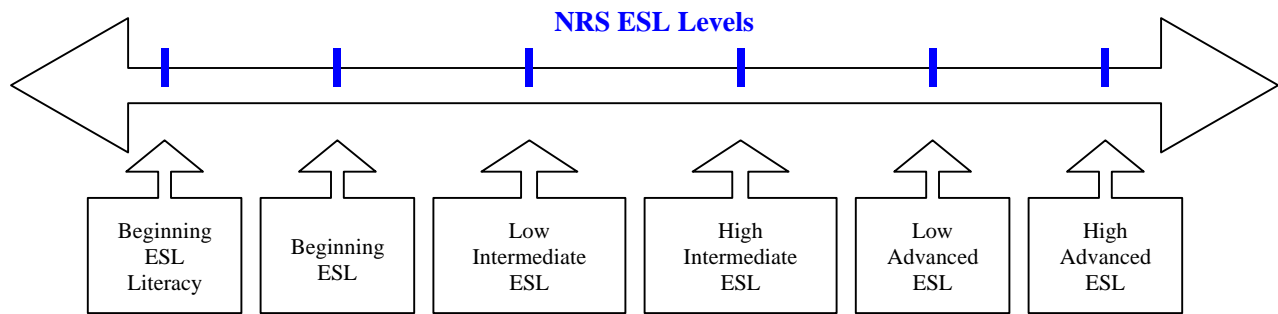 NRS ESL Levels
Beginning
ESL
Literacy
Beginning
ESL
Low
Intermediate
ESL
High
Intermediate
ESL
Low
Advanced
ESL
High
Advanced
ESL